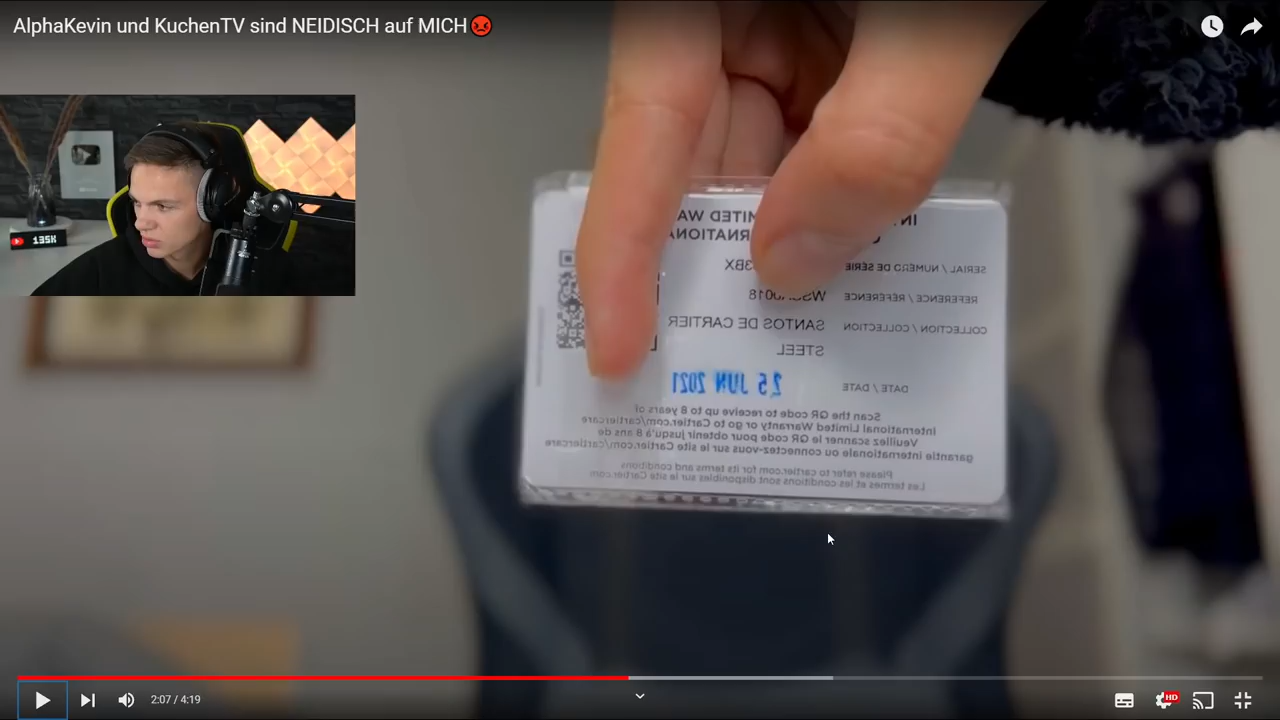 AlphaKevin und KuchenTV sind NEIDISCH auf MICH😡
135K
SERIAL / NUMÉRO DE SÉRIE
REFERENCE / RÉFÉRENCE
COLLECTION / COLLECTION SANTOS DE CARTIER
STEEL
DATE / DATE 25 JUN 2021
Scan the QR code to receive up to 8 years of
International Limited Warranty or go to Cartier.com/cartiercare
Veuillez scanner le QR code pour obtenir jusqu'à 8 ans de
garantie internationale ou connectez-vous sur le site Cartier.com/cartiercare
Please refer to cartier.com for its terms and conditions
Les termes et les conditions sont disponibles sur le site Cartier.com
2:07 / 4:19
HD